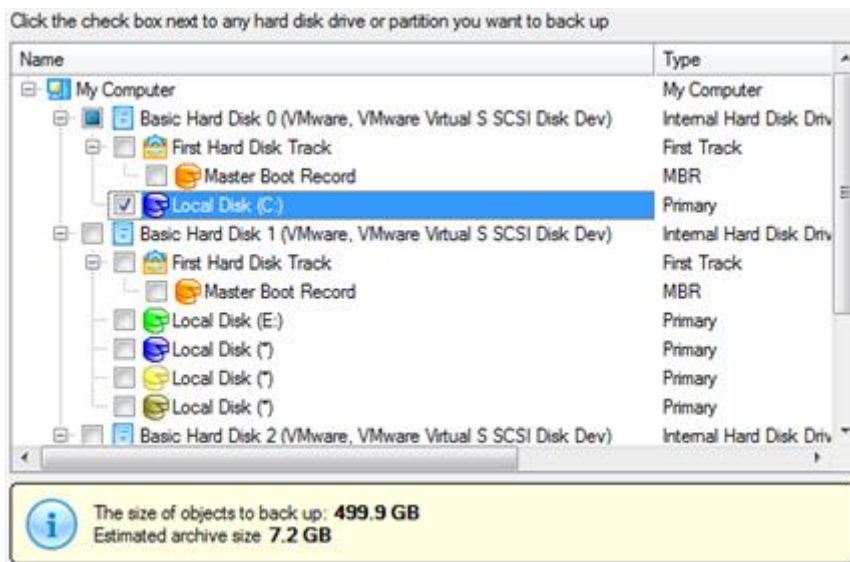 Click the check box next to any hard disk drive or partition you want to back up
Name Type
My Computer My Computer
Basic Hard Disk 0 (VMware, VMware Virtual S SCSI Disk Dev) Internal Hard Disk Driv
First Hard Disk Track First Track
Master Boot Record MBR
Local Disk (C:) Primary
Basic Hard Disk 1 (VMware, VMware Virtual S SCSI Disk Dev) Internal Hard Disk Driv
First Hard Disk Track First Track
Master Boot Record MBR
Local Disk (E:) Primary
Local Disk (*) Primary
Local Disk (*) Primary
Local Disk (*) Primary
Basic Hard Disk 2 (VMware, VMware Virtual S SCSI Disk Dev) Internal Hard Disk Driv
The size of objects to back up: 499.9 GB
Estimated archive size 7.2 GB